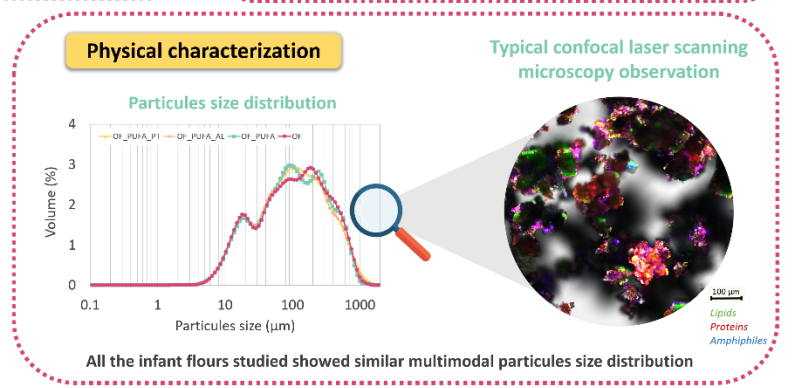 Physical characterization
Typical confocal laser scanning
microscopy observation
Particules size distribution
4
3
2
1
0
Volume (%)
OF_PUFA_PT
OF_PUFA_AL
OF_PUFA
OF
0.1 1 10 100 1000
Particules size (µm)
100 µm
Lipids
Proteins
Amphiphiles
All the infant flours studied showed similar multimodal particules size distribution